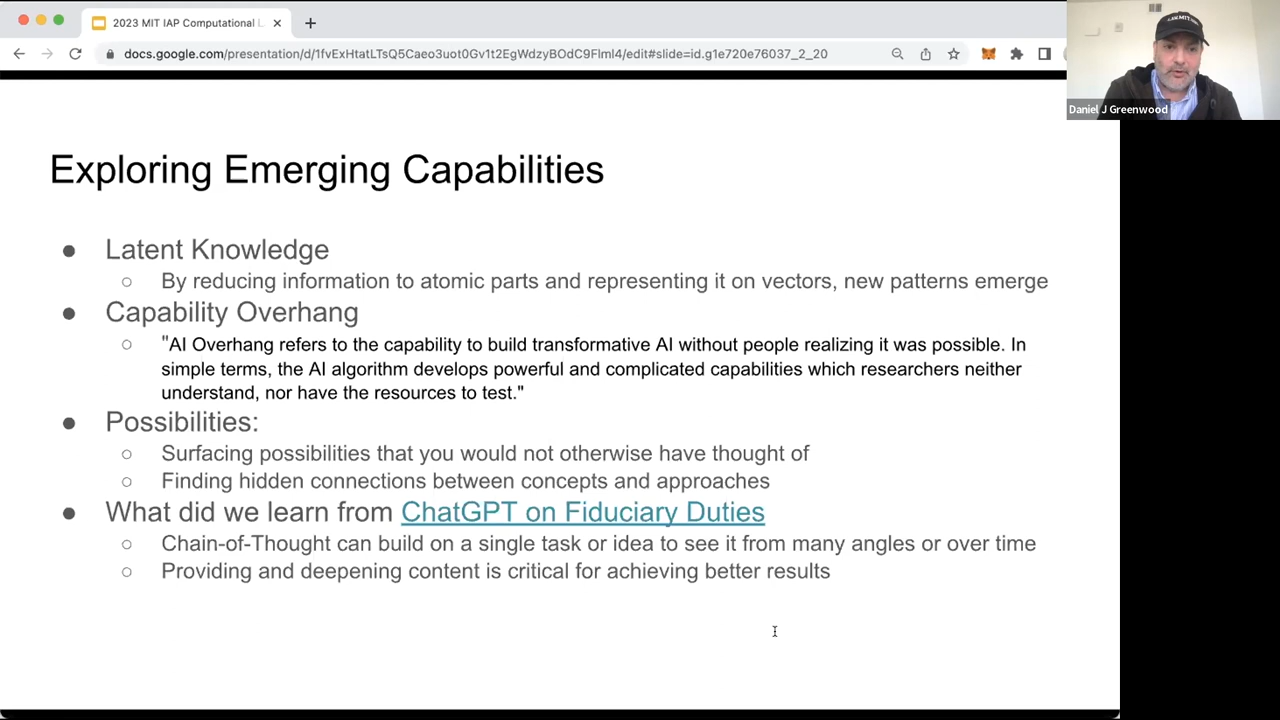 2023 MIT IAP Computational L
docs.google.com/presentation/d/1fvExHtatLTsQ5Caeo3uot0Gv1t2EgWdzyBOdC9Flml4/edit#slide=id.g1e720e76037_2_20
Daniel J Greenwood
Exploring Emerging Capabilities
● Latent Knowledge
○ By reducing information to atomic parts and representing it on vectors, new patterns emerge
● Capability Overhang
○ "AI Overhang refers to the capability to build transformative AI without people realizing it was possible. In
simple terms, the AI algorithm develops powerful and complicated capabilities which researchers neither
understand, nor have the resources to test."
● Possibilities:
○ Surfacing possibilities that you would not otherwise have thought of
○ Finding hidden connections between concepts and approaches
● What did we learn from ChatGPT on Fiduciary Duties
○ Chain-of-Thought can build on a single task or idea to see it from many angles or over time
○ Providing and deepening content is critical for achieving better results